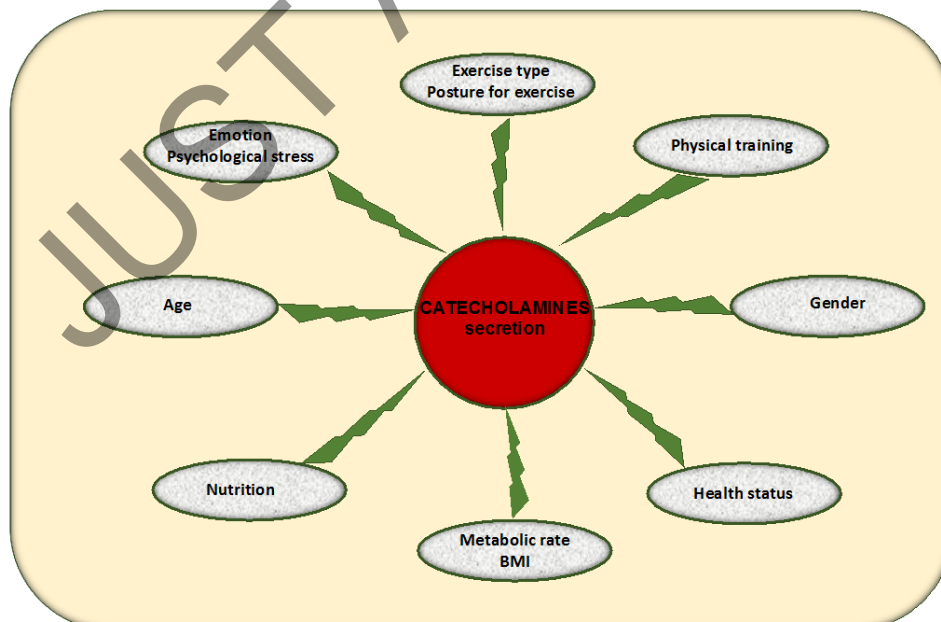 JUST A
Exercise type
Posture for exercise
Emotion
Psychological stress
Physical training
Age
CATECHOLAMINES
secretion
Gender
Nutrition
Health status
Metabolic rate
BMI